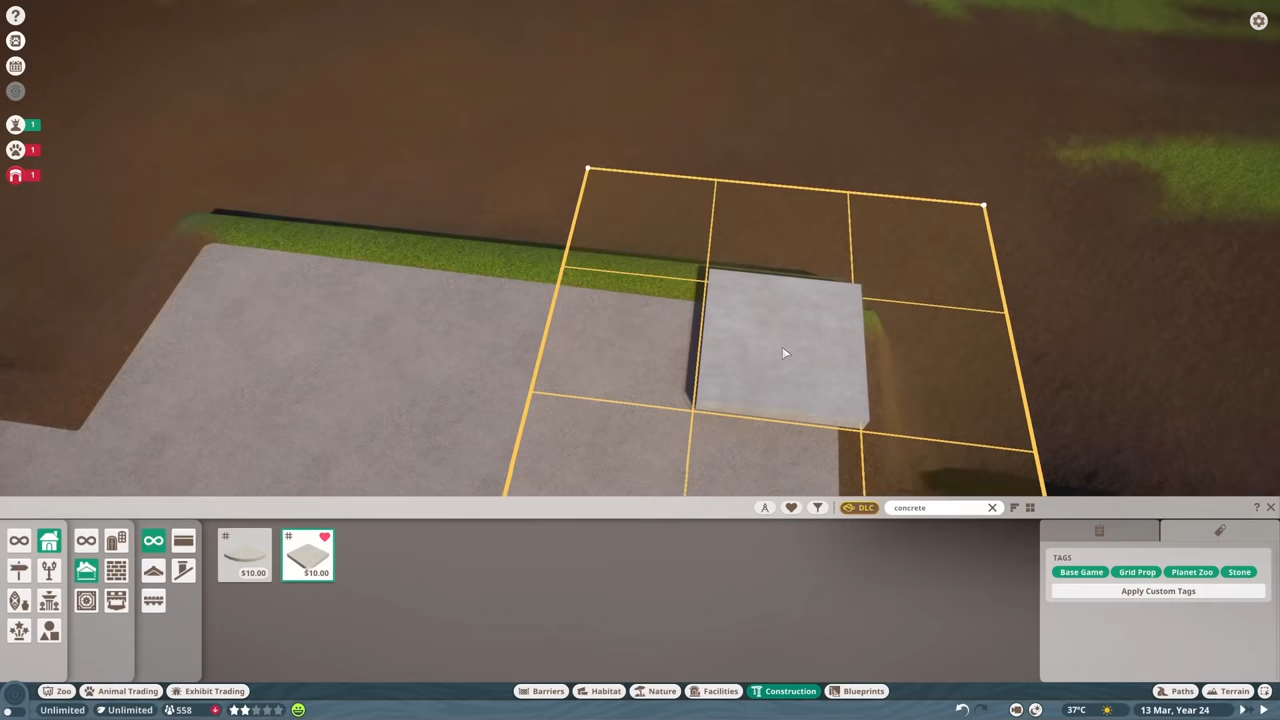 ?
1
1
1
DLC
concrete
?
$10.00
$10.00
TAGS
Base Game
Grid Prop
Planet Zoo
Stone
Apply Custom Tags
Zoo
Animal Trading
Exhibit Trading
Barriers
Habitat
Nature
Facilities
Construction
Blueprints
Paths
Terrain
Unlimited
Unlimited
558
37°C
13 Mar, Year 24